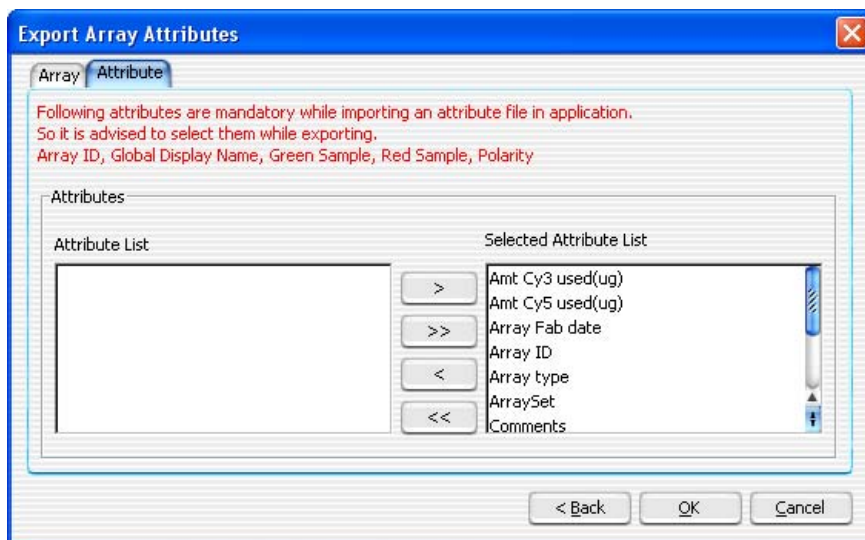 Export Array Attributes
Array
Attribute
Following attributes are mandatory while importing an attribute file in application.
So it is advised to select them while exporting.
Array ID, Global Display Name, Green Sample, Red Sample, Polarity
Attributes
Attribute List
Selected Attribute List
>
>>
<
<<
Amt Cy3 used(ug)
Amt Cy5 used(ug)
Array Fab date
Array ID
Array type
ArraySet
Comments
< Back
OK
Cancel